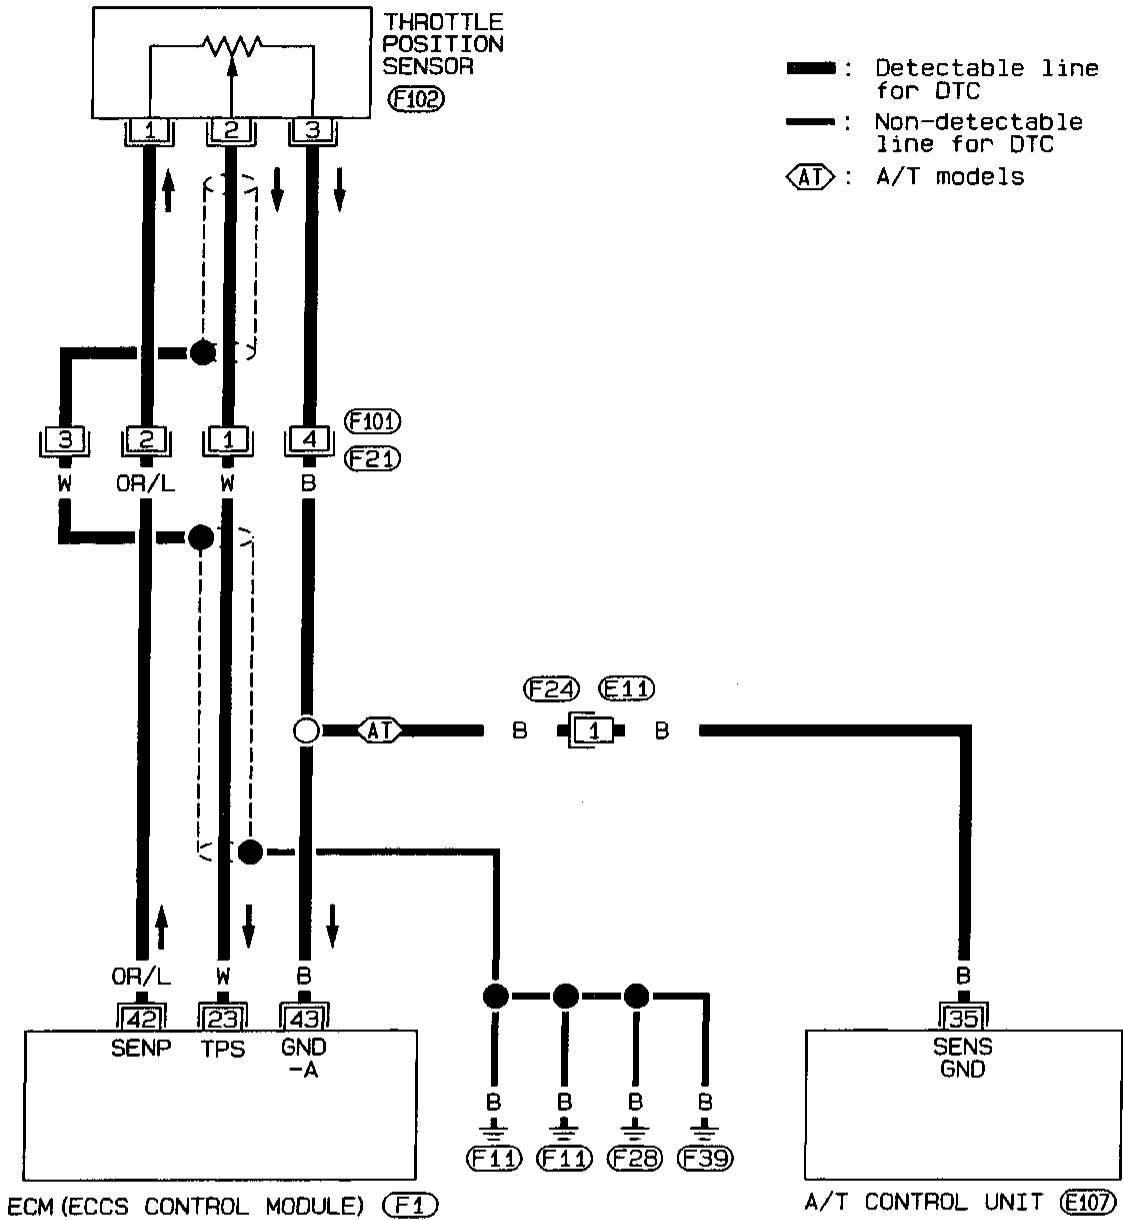 THROTTLE
POSITION
SENSOR
F102
1 2 3
: Detectable line
for DTC
: Non-detectable
line for DTC
AT : A/T models
F101
3 2 1 4
F21
W OR/L W B
F24 E11
AT B 1 B
OR/L W B B
42 23 43 35
SENP TPS GND
-A
SENS
GND
B B B B
F11 F11 F28 F39
ECM (ECCS CONTROL MODULE) F1
A/T CONTROL UNIT E107